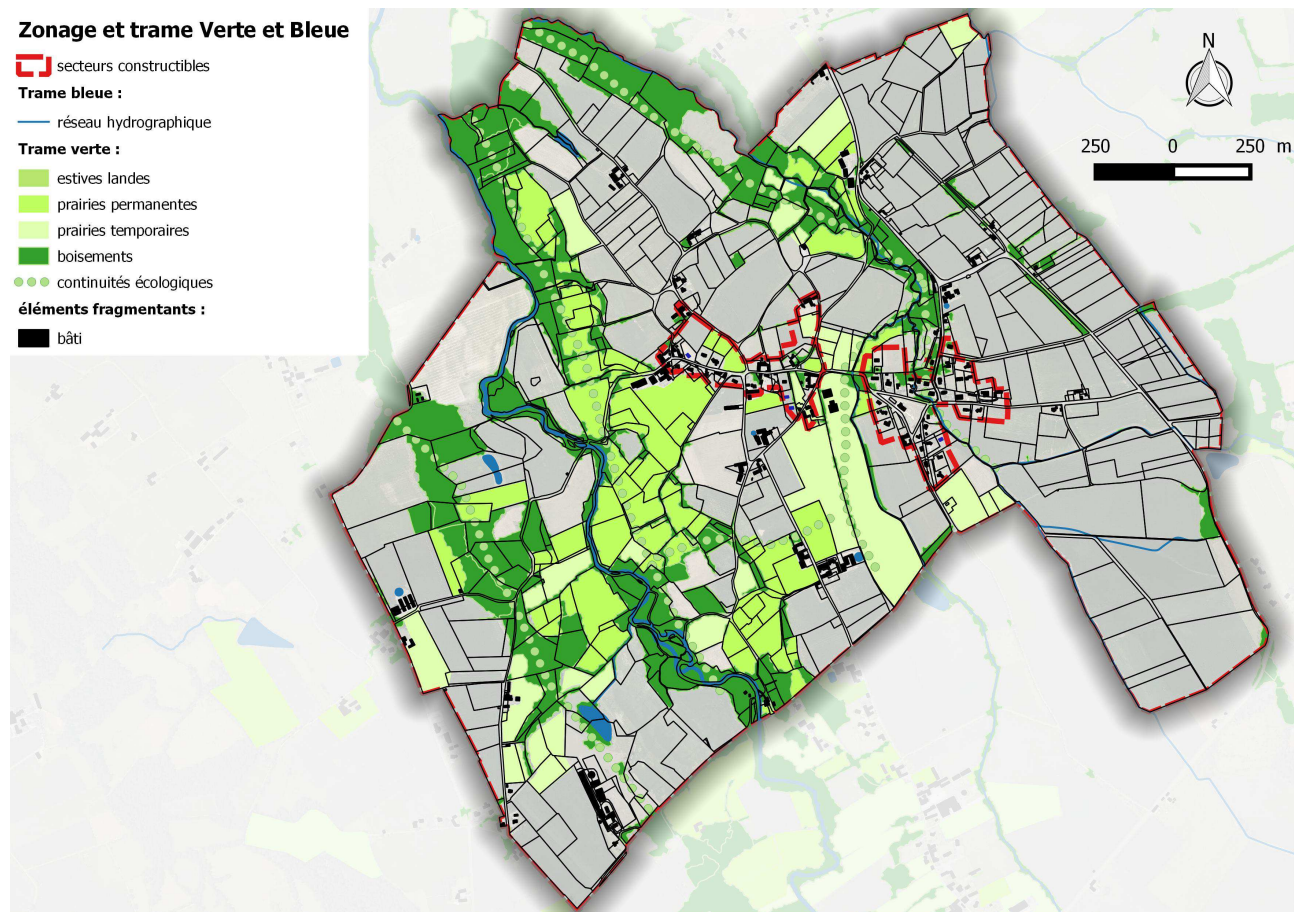 Zonage et trame Verte et Bleue
secteurs constructibles
Trame bleue :
réseau hydrographique
Trame verte :
estives landes
prairies permanentes
prairies temporaires
boisements
continuités écologiques
éléments fragmentants :
bâti
N
250 0 250 m